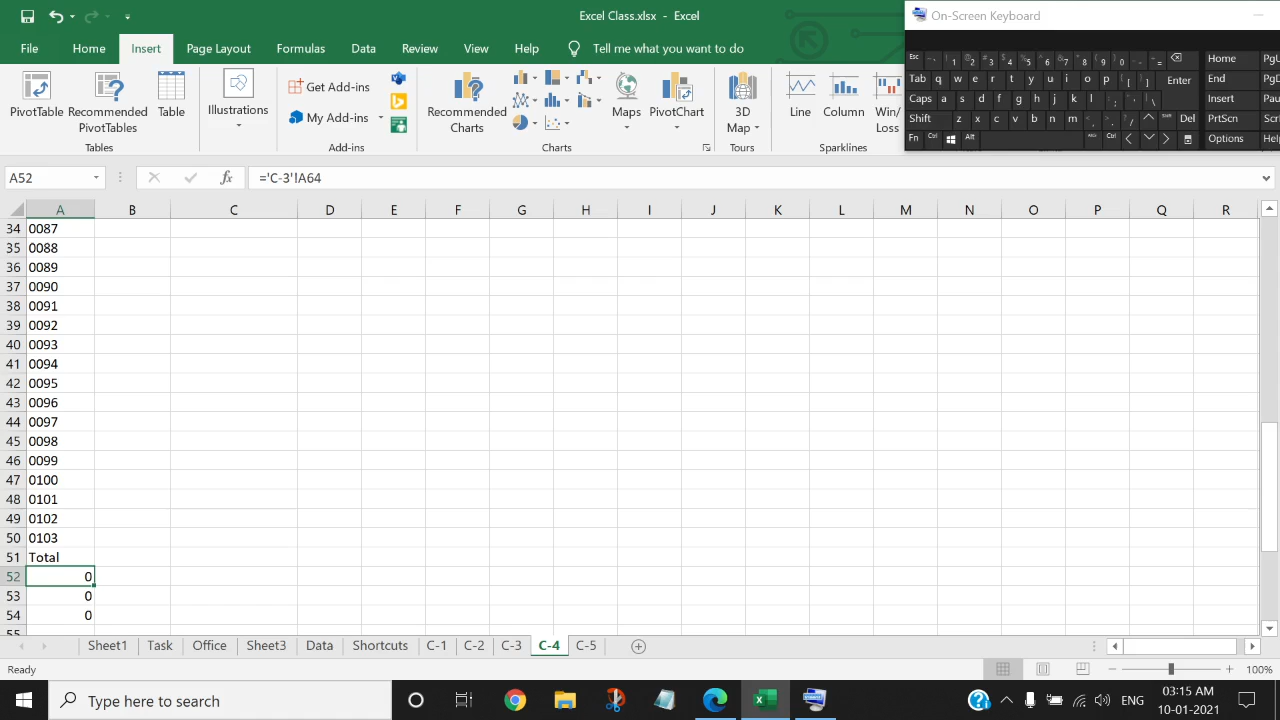 Excel Class.xlsx - Excel
On-Screen Keyboard
File Home Insert Page Layout Formulas Data Review View Help Tell me what you want to do
PivotTable
Recommended PivotTables
Table
Illustrations
Get Add-ins
My Add-ins
Recommended Charts
Maps
PivotChart
3D Map
Line
Column
Win/ Loss
Tables
Add-ins
Charts
Tours
Sparklines
Esc
Home
Tab q w e r t y u i o p [ ] Enter End
Caps a s d f g h j k l ; ' \ Insert
Shift z x c v b n m , . / Del PrtScn
Fn Ctrl Alt Ctrl Options
A52
='C-3'!A64
A B C D E F G H I J K L M N O P Q R
34 0087
35 0088
36 0089
37 0090
38 0091
39 0092
40 0093
41 0094
42 0095
43 0096
44 0097
45 0098
46 0099
47 0100
48 0101
49 0102
50 0103
51 Total
52 0
53 0
54 0
55
Sheet1 Task Office Sheet3 Data Shortcuts C-1 C-2 C-3 C-4 C-5
Ready
100%
Type here to search
ENG
03:15 AM
10-01-2021